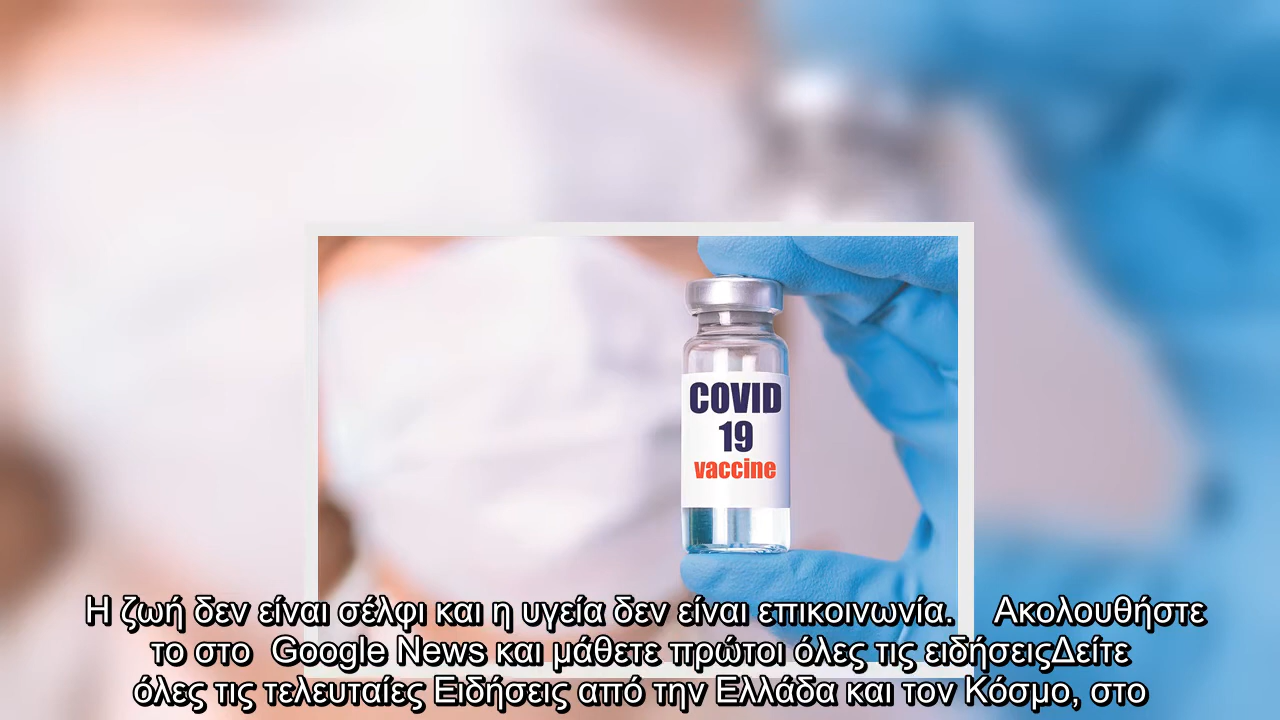 COVID
19
vaccine
Η ζωή δεν είναι σέλφι και η υγεία δεν είναι επικοινωνία. Ακολουθήστε
το στο Google News και μάθετε πρώτοι όλες τις ειδήσειςΔείτε
όλες τις τελευταίες Ειδήσεις από την Ελλάδα και τον Κόσμο, στο